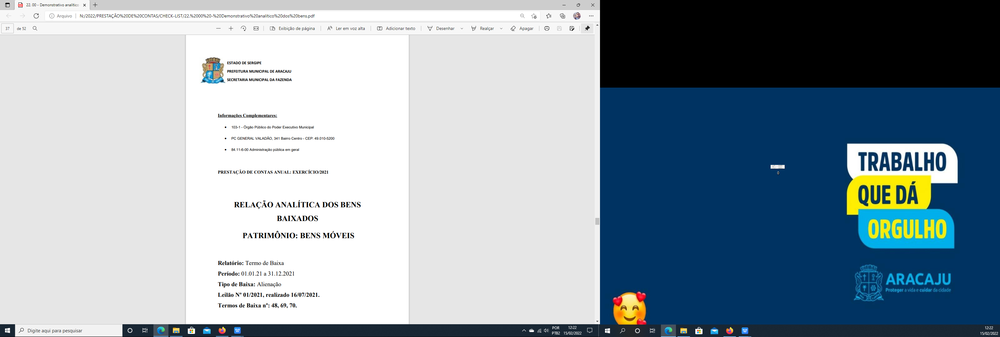 22. 00 - Demonstrativo analítico
Arquivo
N:/2022/PRESTAÇÃO%20DE%20CONTAS/CHECK-LIST/22.%2000%20-%20Demonstrativo%20analítico%20dos%20bens.pdf
37 de 52
Exibição de página
Ler em voz alta
Adicionar texto
Desenhar
Realçar
Apagar
ESTADO DE SERGIPE
PREFEITURA MUNICIPAL DE ARACAJU
SECRETARIA MUNICIPAL DA FAZENDA
Informações Complementares:
• 103-1 - Órgão Público do Poder Executivo Municipal
• PC GENERAL VALADÃO, 341 Bairro Centro - CEP: 49.010-5200
• 84.11-6-00 Administração pública em geral
PRESTAÇÃO DE CONTAS ANUAL: EXERCÍCIO/2021
RELAÇÃO ANALÍTICA DOS BENS
BAIXADOS
PATRIMÔNIO: BENS MÓVEIS
Relatório: Termo de Baixa
Período: 01.01.21 a 31.12.2021
Tipo de Baixa: Alienação
Leilão Nº 01/2021, realizado 16/07/2021.
Termos de Baixa nº: 48, 69, 70.
Digite aqui para pesquisar
POR
PTB2
12:22
15/02/2022
0
TRABALHO
QUE DÁ
ORGULHO
ARACAJU
Proteger a vida e cuidar da cidade
12:22
15/02/2022